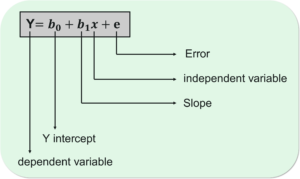 Y= b₀ + b₁x + e
Error
independent variable
Slope
Y intercept
dependent variable